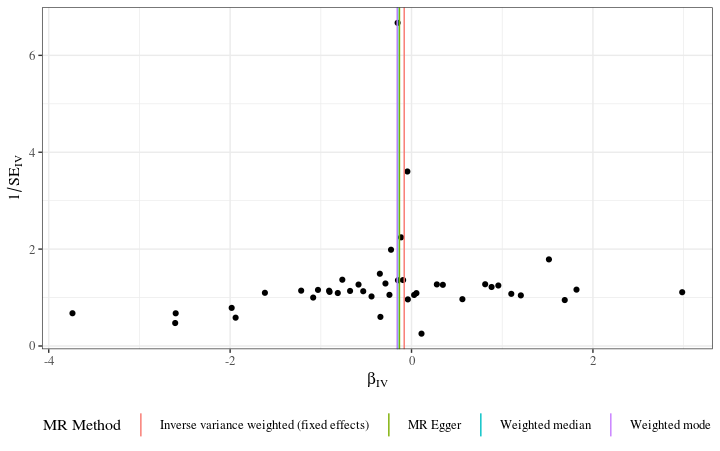 6
4
2
0
1/SE_IV
-4
-2
0
2
β_IV
MR Method
Inverse variance weighted (fixed effects)
MR Egger
Weighted median
Weighted mode